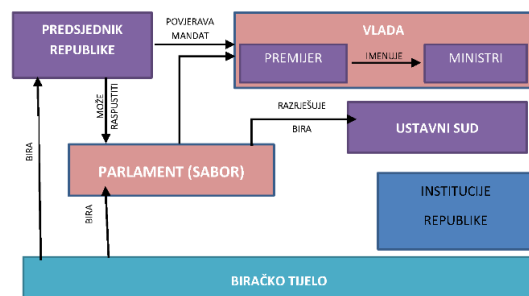 PREDSJEDNIK
REPUBLIKE
POVJERAVA
MANDAT
VLADA
PREMIJER
IMENUJE
MINISTRI
MOŽE
RASPUSTITI
RAZRJEŠUJE
BIRA
USTAVNI SUD
BIRA
PARLAMENT (SABOR)
BIRA
INSTITUCIJE
REPUBLIKE
BIRAČKO TIJELO